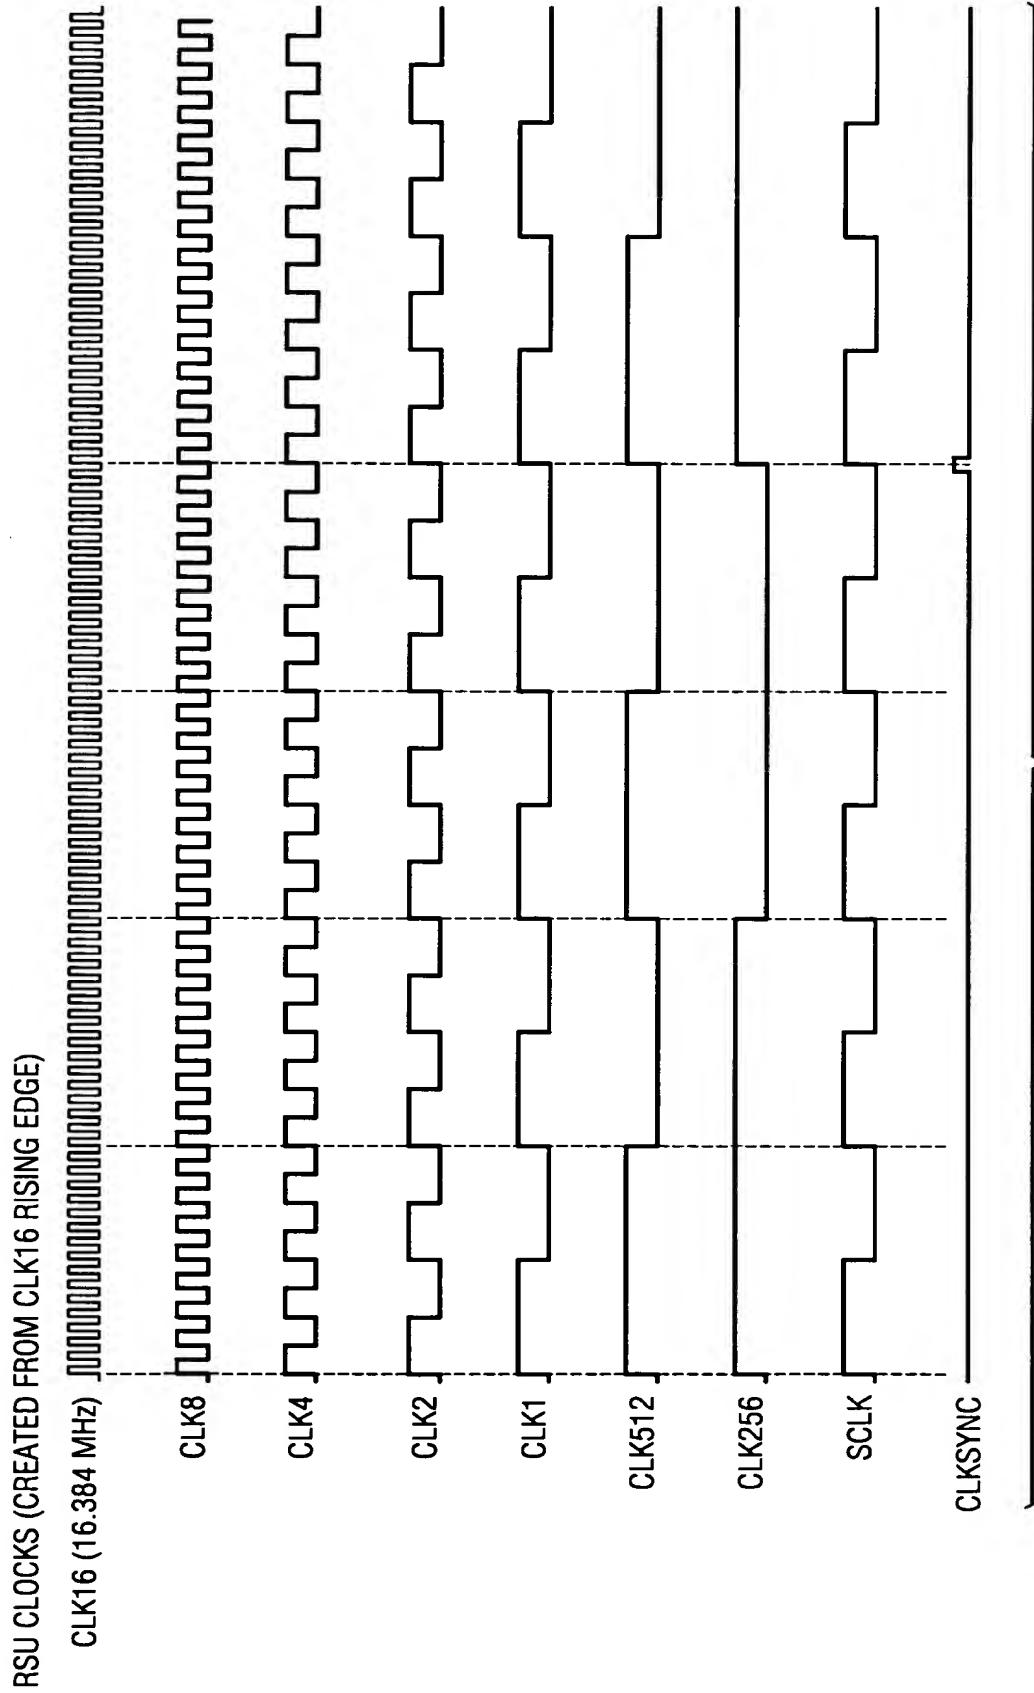 RSU CLOCKS (CREATED FROM CLK16 RISING EDGE)
CLK16 (16.384 MHz)
CLK8
CLK4
CLK2
CLK1
CLK512
CLK256
SCLK
CLKSYNC